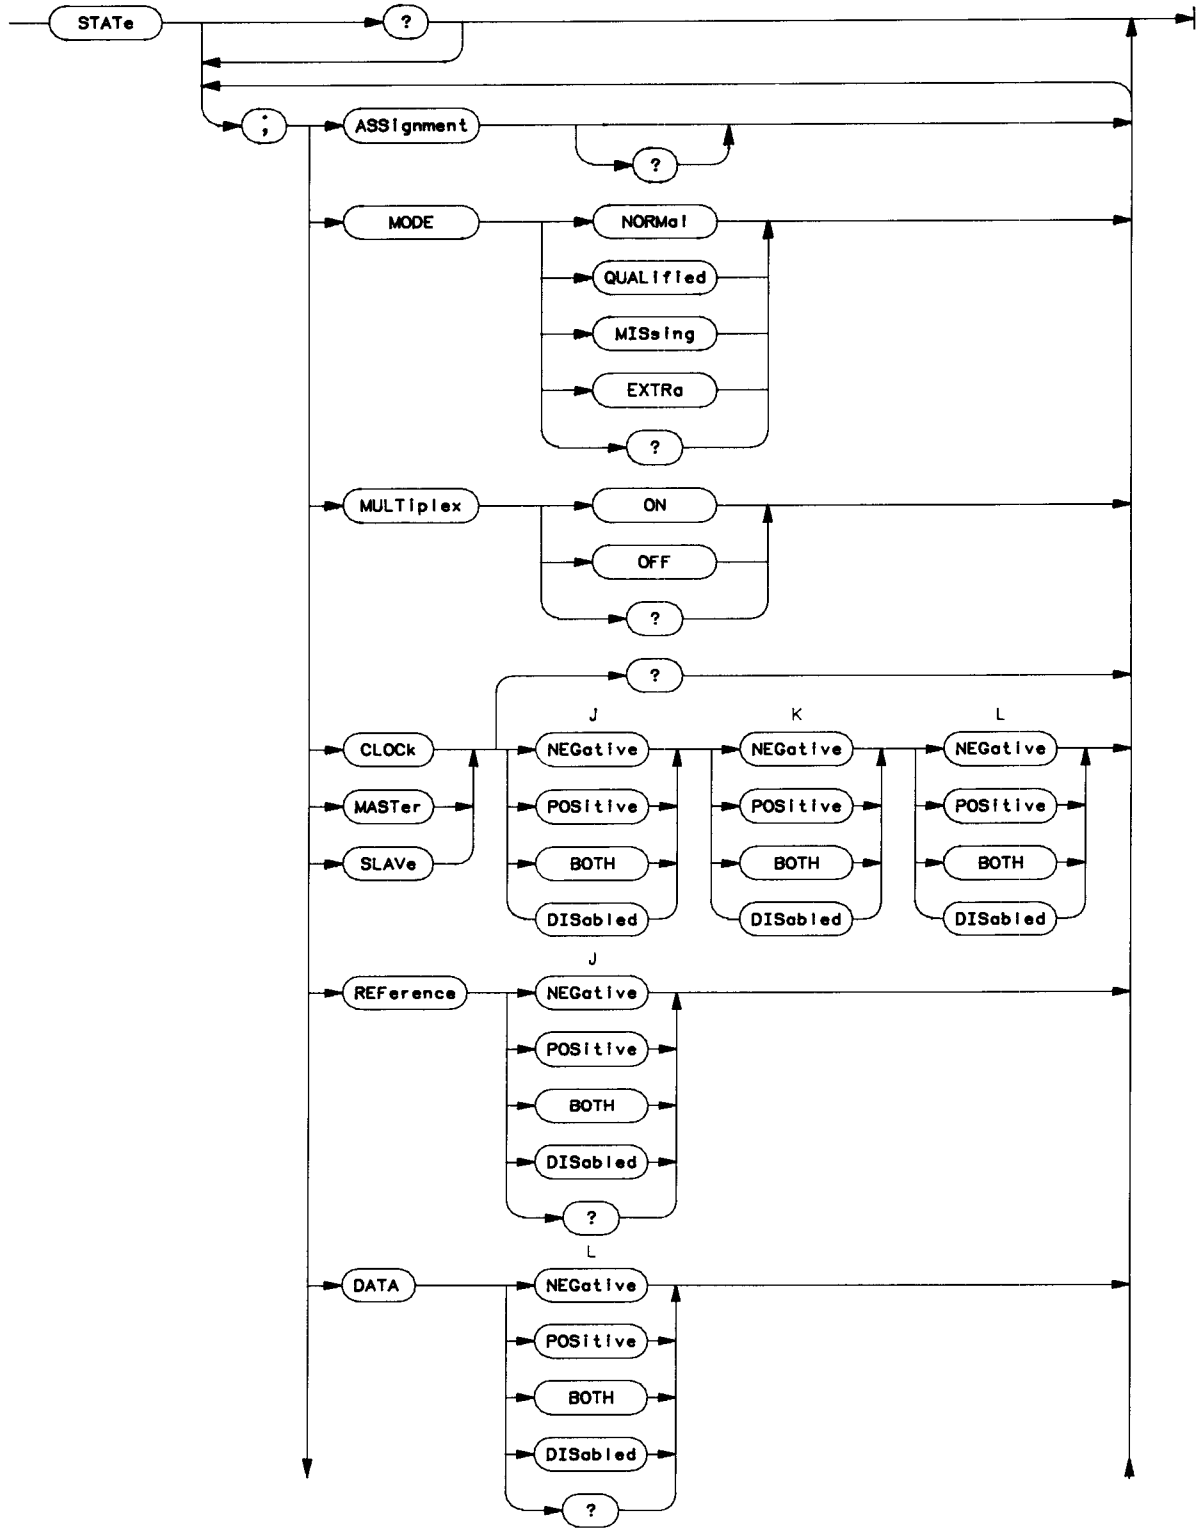 STATe ?
; ASSignment
?
MODE NORMal
QUALified
MISsing
EXTRa
?
MULTiplex ON
OFF
?
?
J K L
CLOCk NEGative NEGative NEGative
MASTer POSitive POSitive POSitive
SLAVe BOTH BOTH BOTH
DISabled DISabled DISabled
J
REFerence NEGative
POSitive
BOTH
DISabled
?
L
DATA NEGative
POSitive
BOTH
DISabled
?